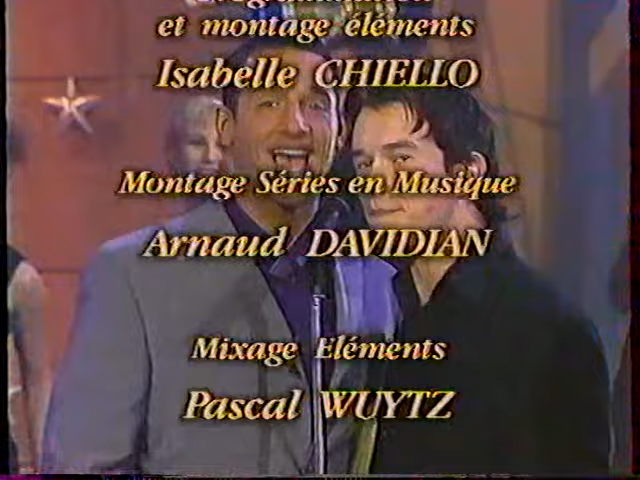 et montage éléments
Isabelle CHIELLO
Montage Séries en Musique
Arnaud DAVIDIAN
Mixage Eléments
Pascal WUYTZ